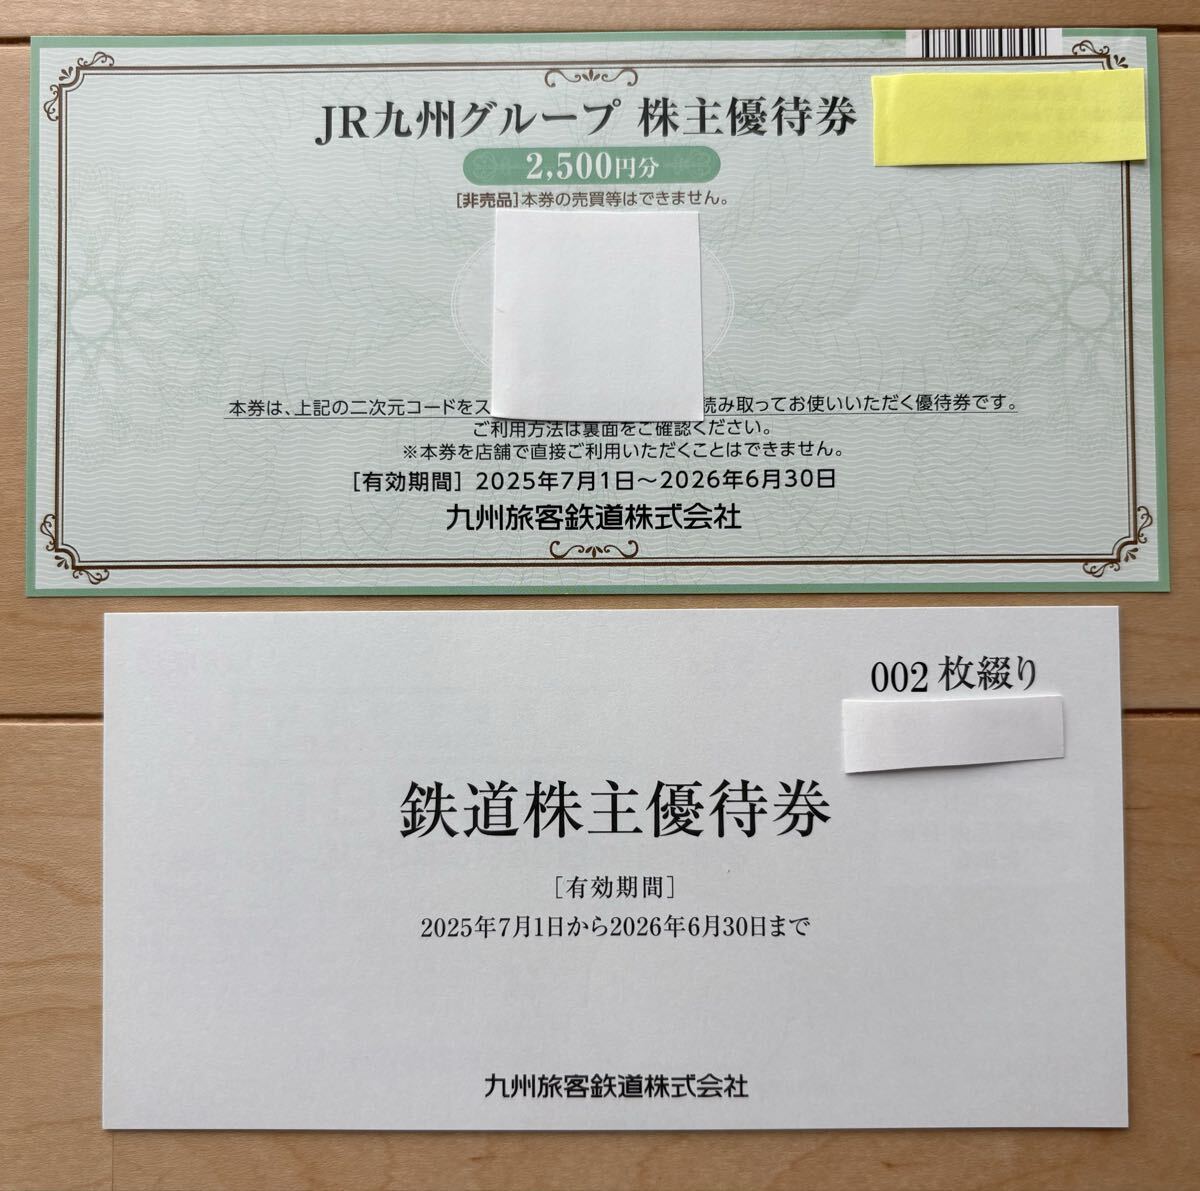 JR九州グループ 株主優待券
2,500円分
[非売品]本券の売買等はできません。
本券は、上記の二次元コードをス
読み取ってお使いいただく優待券です。
ご利用方法は裏面をご確認ください。
※本券を店舗で直接ご利用いただくことはできません。
[有効期間] 2025年7月1日～2026年6月30日
九州旅客鉄道株式会社
002 枚綴り
鉄道株主優待券
[有効期間]
2025年7月1日から2026年6月30日まで
九州旅客鉄道株式会社